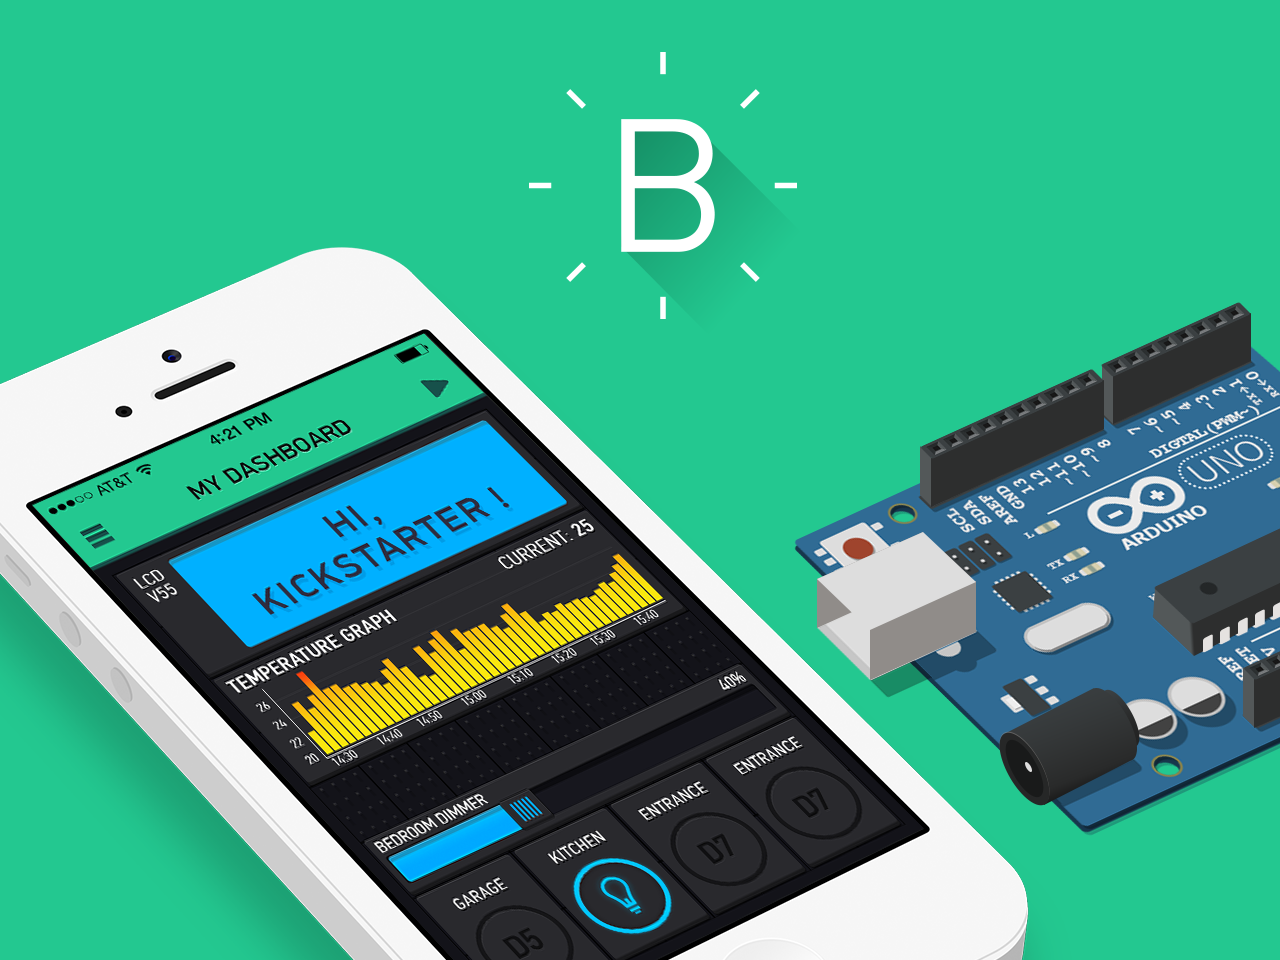 B
●●●○○ AT&T 4:21 PM
MY DASHBOARD
LCD
V55
HI,
KICKSTARTER !
TEMPERATURE GRAPH
CURRENT: 25
26
24
22
20
14:30 14:40 14:50 15:00 15:10 15:20 15:30 15:40
BEDROOM DIMMER
40%
GARAGE
D5
KITCHEN
ENTRANCE
D7
ENTRANCE
D7
SCL
SDA
AREF
GND
13
12
~11
~10
~9
8
7
~6
~5
4
~3
2
TX→1
RX←0
DIGITAL (PWM~)
UNO
ARDUINO
L
TX
RX